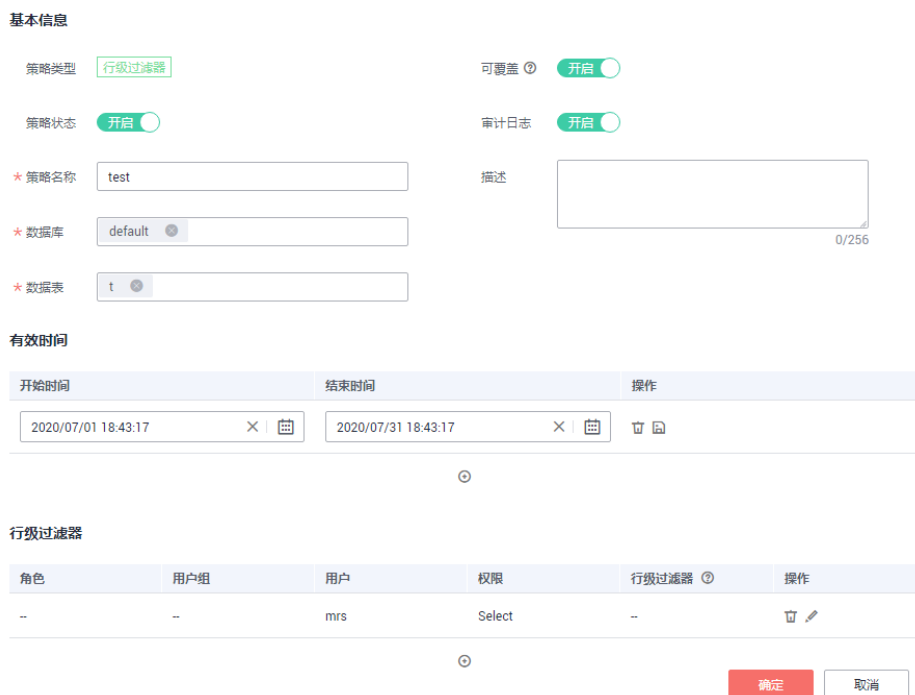 基本信息
策略类型 行级过滤器 可覆盖 开启
策略状态 开启 审计日志 开启
* 策略名称 test 描述
* 数据库 default 0/256
* 数据表 t
有效时间
开始时间 结束时间 操作
2020/07/01 18:43:17 2020/07/31 18:43:17
行级过滤器
角色 用户组 用户 权限 行级过滤器 操作
-- -- mrs Select --
确定 取消